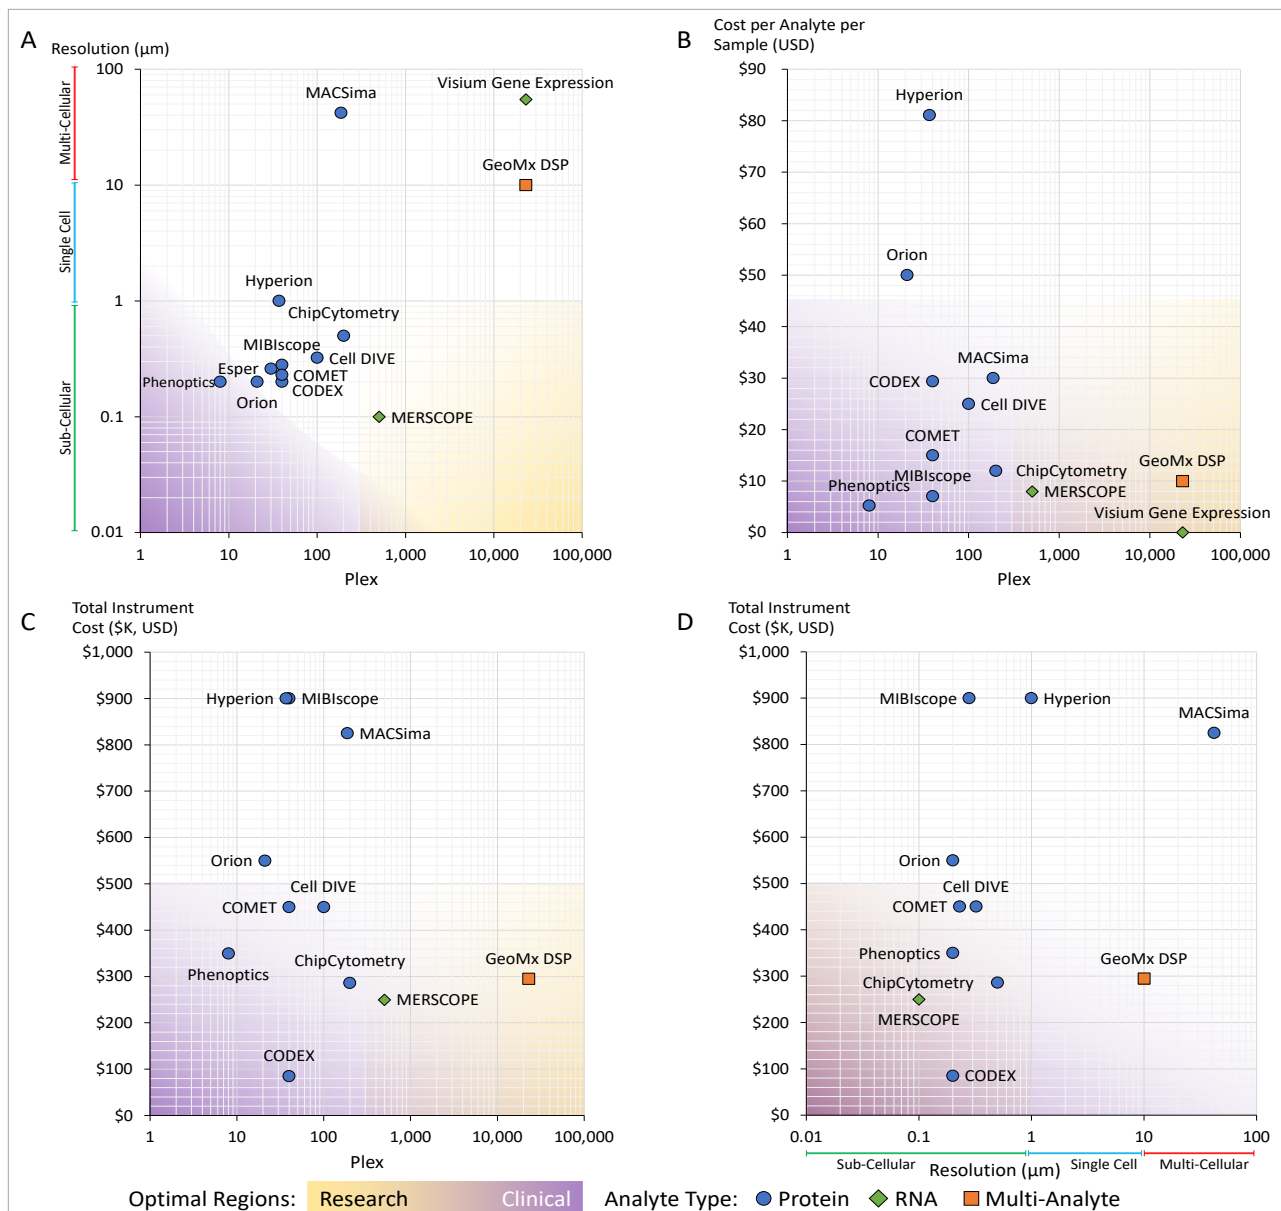 A
Resolution (µm)
100
10
1
0.1
0.01
Multi-Cellular
Single Cell
Sub-Cellular
MACSima
Visium Gene Expression
GeoMx DSP
Hyperion
ChipCytometry
MIBIscope
Cell DIVE
Esper
COMET
Phenoptics
CODEX
Orion
MERSCOPE
1
10
100
1,000
10,000
100,000
Plex
B
Cost per Analyte per
Sample (USD)
$90
$80
$70
$60
$50
$40
$30
$20
$10
$0
Hyperion
Orion
MACSima
CODEX
Cell DIVE
COMET
MIBIscope
ChipCytometry
GeoMx DSP
Phenoptics
MERSCOPE
Visium Gene Expression
1
10
100
1,000
10,000
100,000
Plex
C
Total Instrument
Cost ($K, USD)
$1,000
$900
$800
$700
$600
$500
$400
$300
$200
$100
$0
Hyperion
MIBIscope
MACSima
Orion
Cell DIVE
COMET
Phenoptics
ChipCytometry
GeoMx DSP
MERSCOPE
CODEX
1
10
100
1,000
10,000
100,000
Plex
D
Total Instrument
Cost ($K, USD)
$1,000
$900
$800
$700
$600
$500
$400
$300
$200
$100
$0
MIBIscope
Hyperion
MACSima
Orion
Cell DIVE
COMET
Phenoptics
GeoMx DSP
ChipCytometry
MERSCOPE
CODEX
0.01
0.1
1
10
100
Sub-Cellular
Single Cell
Multi-Cellular
Resolution (µm)
Optimal Regions:
Research
Clinical
Analyte Type:
Protein
RNA
Multi-Analyte